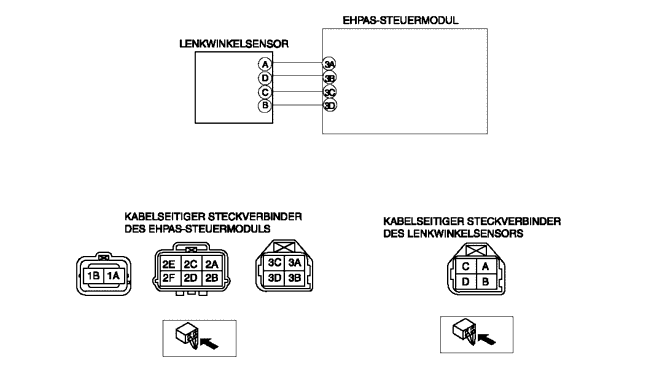 EHPAS-STEUERMODUL
LENKWINKELSENSOR
A 3A
D 3B
C 3C
B 3D
KABELSEITIGER STECKVERBINDER
DES EHPAS-STEUERMODULS
1B 1A
2E 2C 2A
2F 2D 2B
3C 3A
3D 3B
KABELSEITIGER STECKVERBINDER
DES LENKWINKELSENSORS
C A
D B